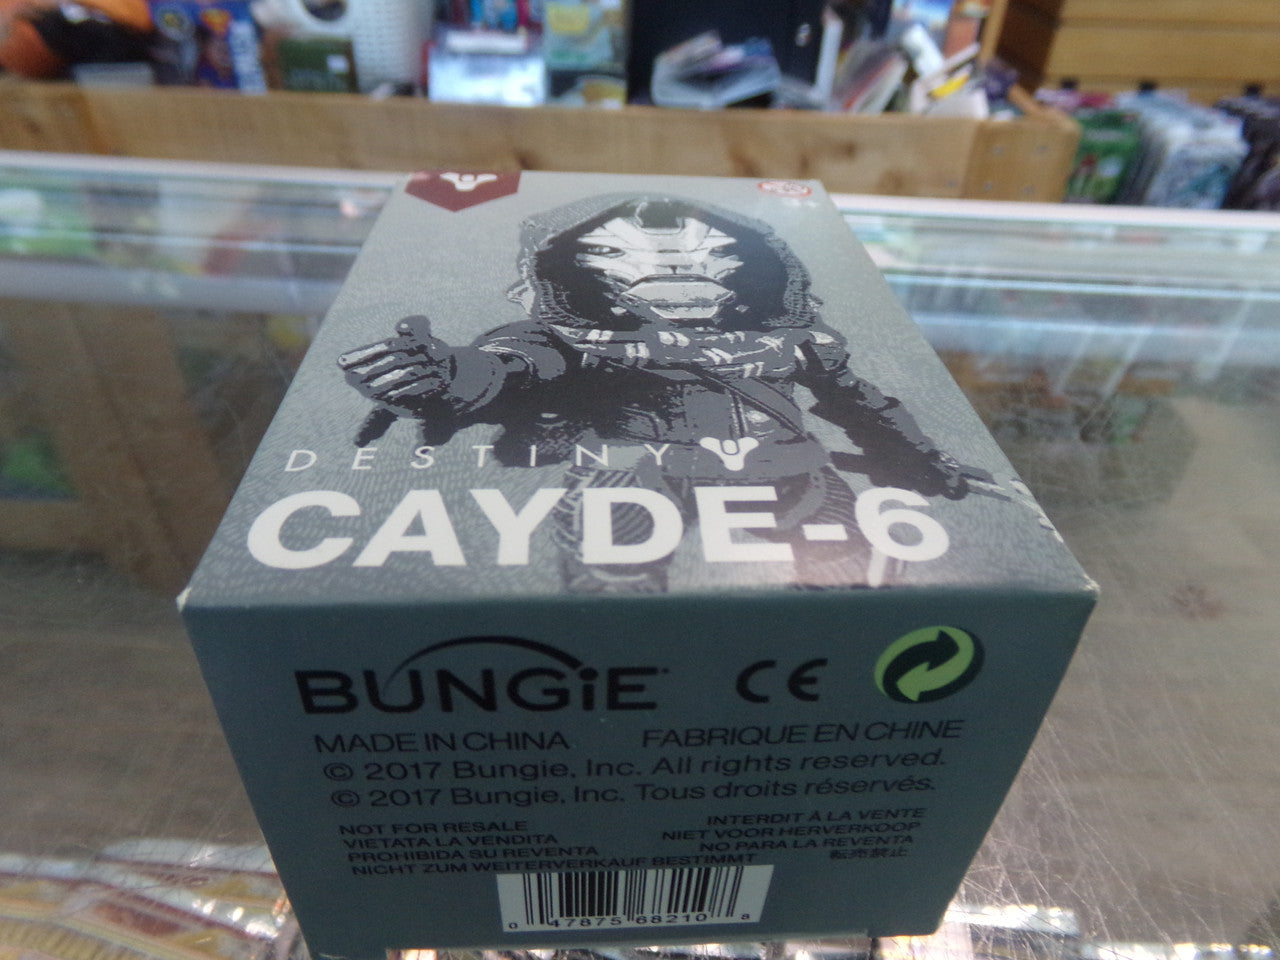 DESTINY
CAYDE-6
BUNGiE
CE
MADE IN CHINA
FABRIQUE EN CHINE
© 2017 Bungie, Inc. All rights reserved.
© 2017 Bungie, Inc. Tous droits réservés.
NOT FOR RESALE
VIETATA LA VENDITA
PROHIBIDA SU REVENTA
NICHT ZUM WEITERVERKAUF BESTIMMT
INTERDIT À LA VENTE
NIET VOOR HERVERKOOP
NO PARA LA REVENTA
転売禁止
0 47875 68210 8